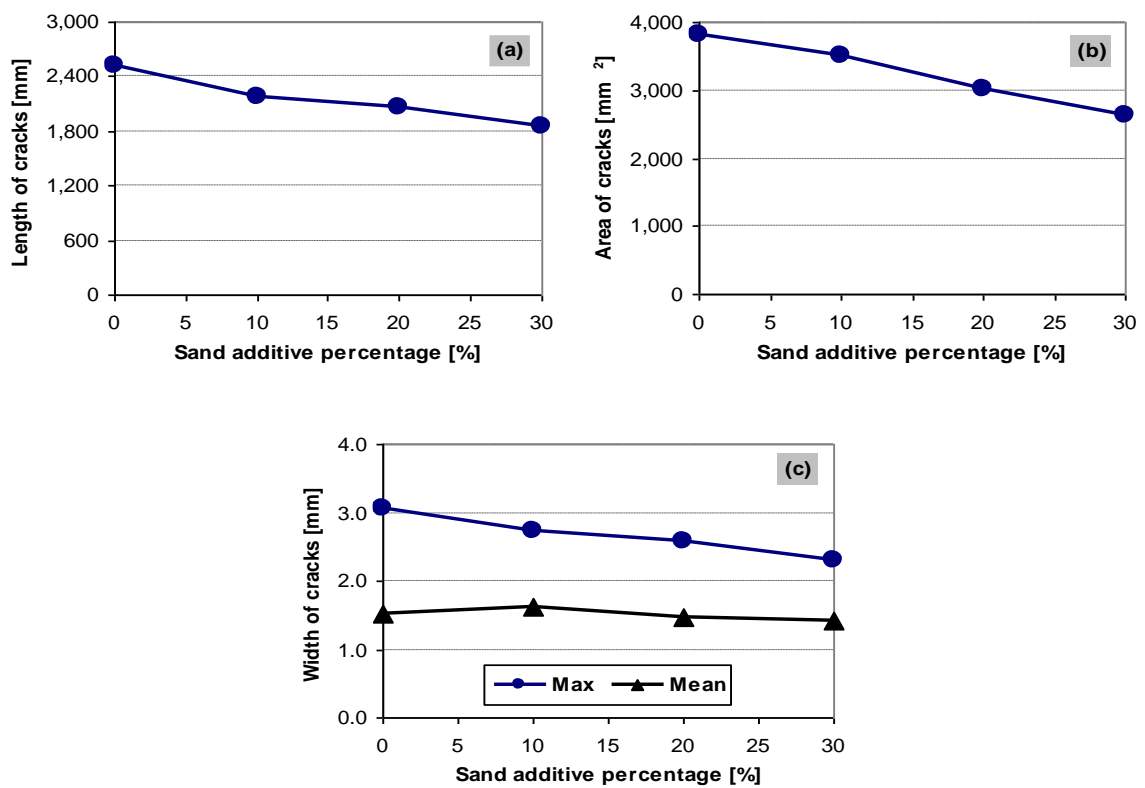 (a)
Length of cracks [mm]
3,000
2,400
1,800
1,200
600
0
0 5 10 15 20 25 30
Sand additive percentage [%]
(b)
Area of cracks [mm 2]
4,000
3,000
2,000
1,000
0
0 5 10 15 20 25 30
Sand additive percentage [%]
(c)
Width of cracks [mm]
4.0
3.0
2.0
1.0
0.0
Max Mean
0 5 10 15 20 25 30
Sand additive percentage [%]